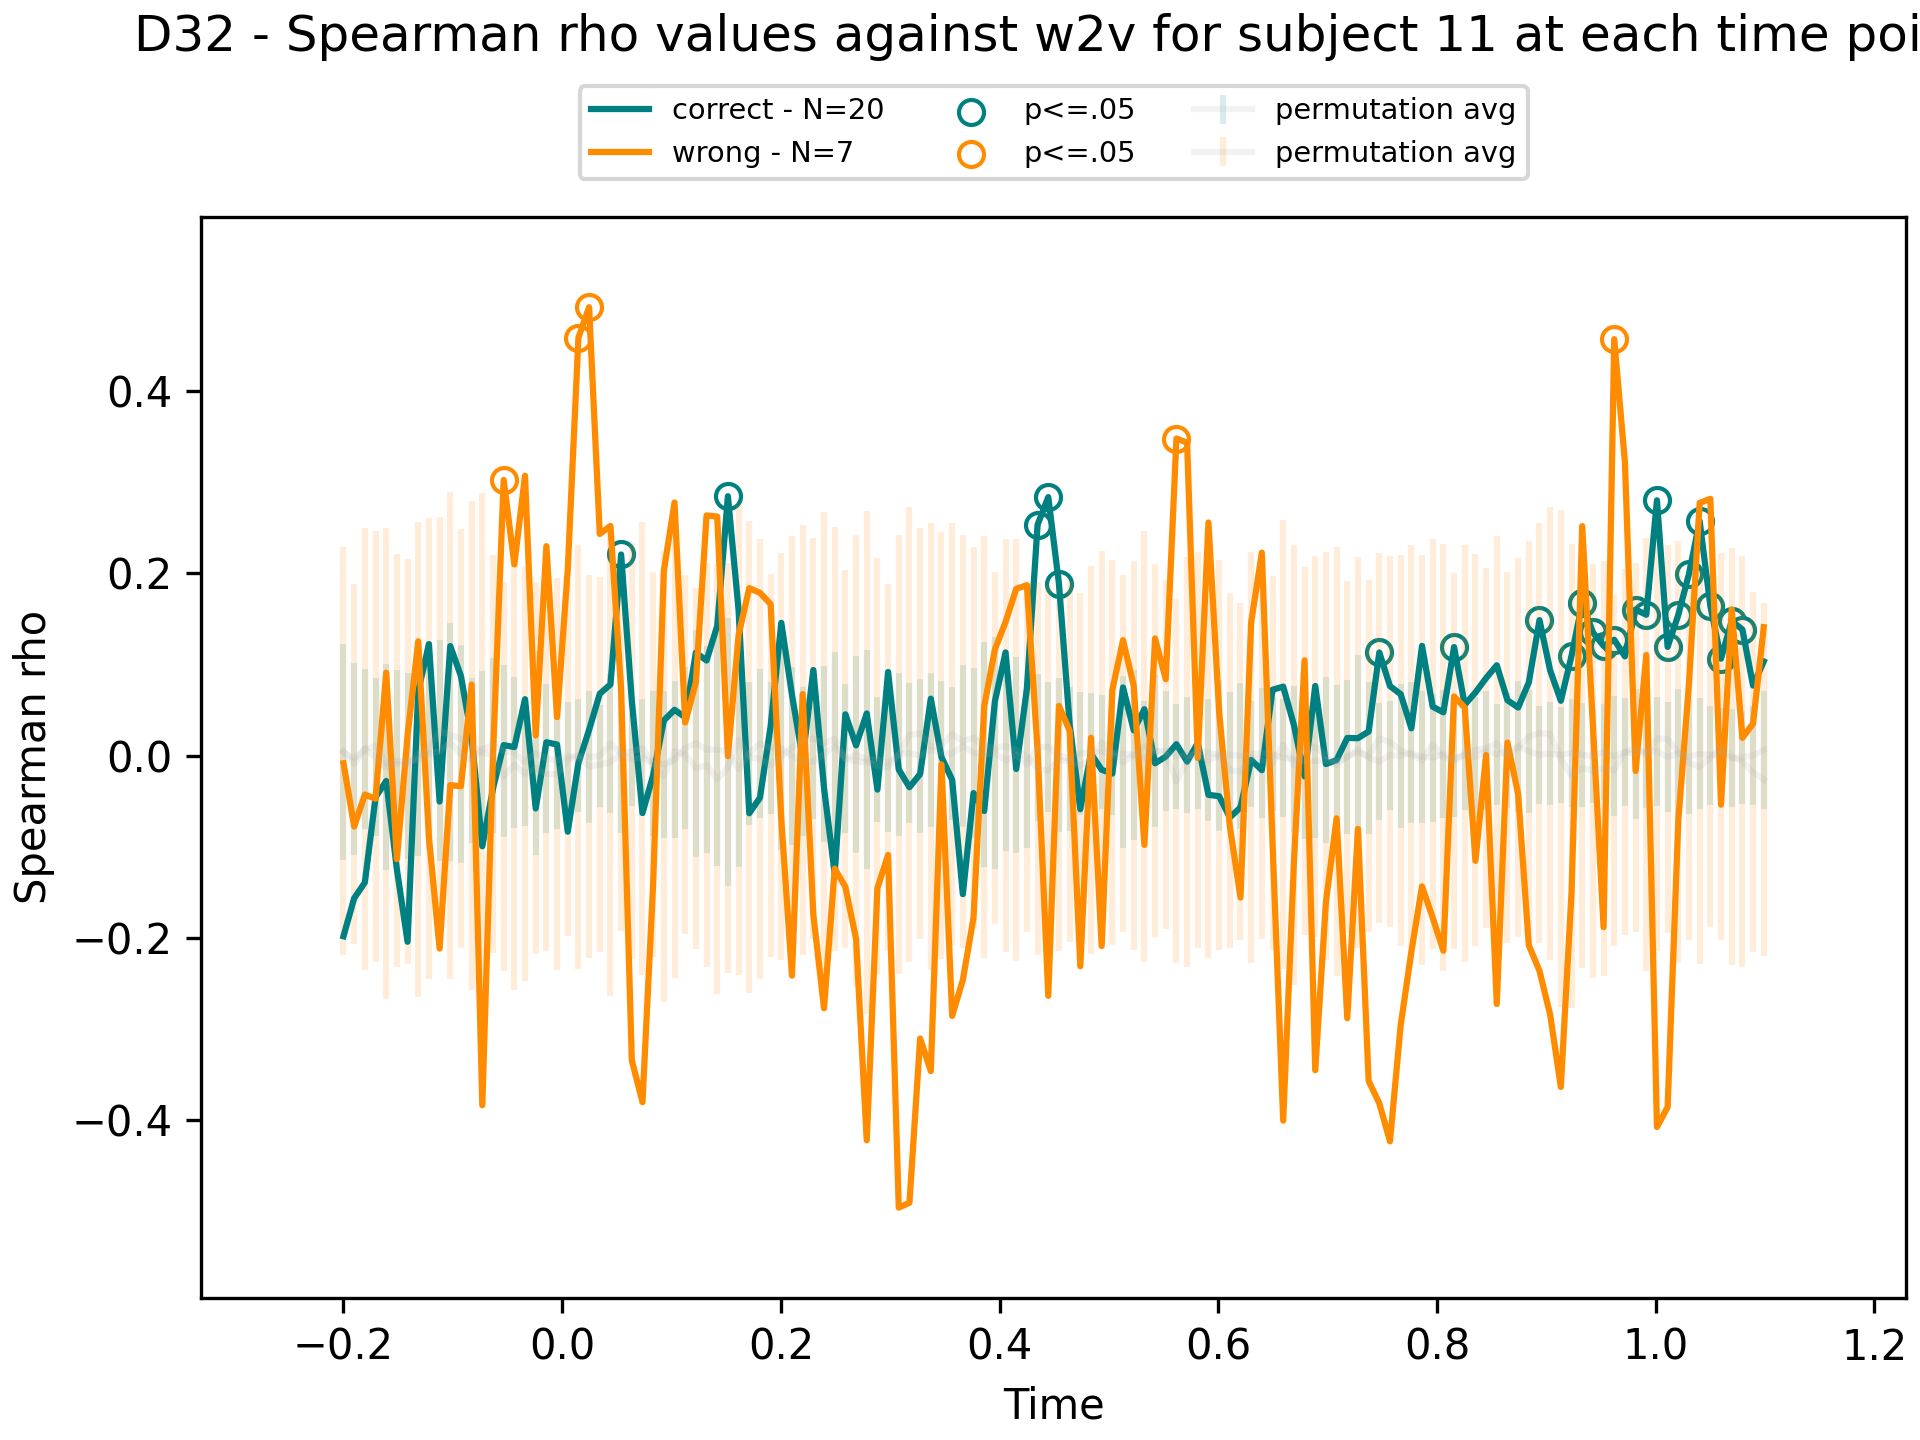 D32 - Spearman rho values against w2v for subject 11 at each time poi
correct - N=20
wrong - N=7
p<=.05
p<=.05
permutation avg
permutation avg
Spearman rho
0.4
0.2
0.0
−0.2
−0.4
−0.2 0.0 0.2 0.4 0.6 0.8 1.0 1.2
Time